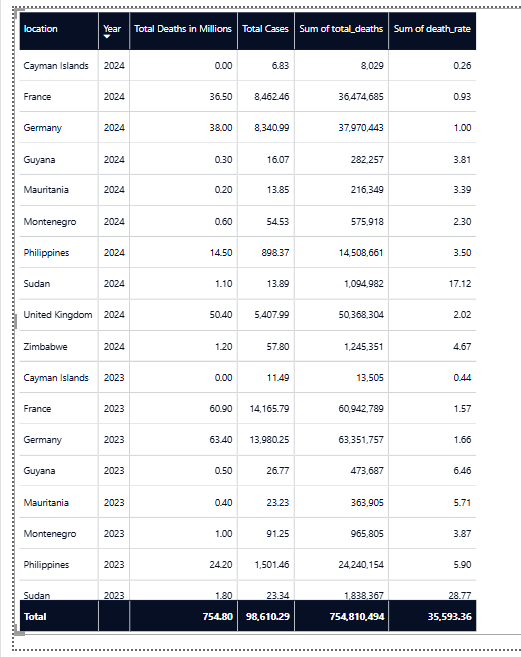 location Year Total Deaths in Millions Total Cases Sum of total_deaths Sum of death_rate
Cayman Islands 2024 0.00 6.83 8,029 0.26
France 2024 36.50 8,462.46 36,474,685 0.93
Germany 2024 38.00 8,340.99 37,970,443 1.00
Guyana 2024 0.30 16.07 282,257 3.81
Mauritania 2024 0.20 13.85 216,349 3.39
Montenegro 2024 0.60 54.53 575,918 2.30
Philippines 2024 14.50 898.37 14,508,661 3.50
Sudan 2024 1.10 13.89 1,094,982 17.12
United Kingdom 2024 50.40 5,407.99 50,368,304 2.02
Zimbabwe 2024 1.20 57.80 1,245,351 4.67
Cayman Islands 2023 0.00 11.49 13,505 0.44
France 2023 60.90 14,165.79 60,942,789 1.57
Germany 2023 63.40 13,980.25 63,351,757 1.66
Guyana 2023 0.50 26.77 473,687 6.46
Mauritania 2023 0.40 23.23 363,905 5.71
Montenegro 2023 1.00 91.25 965,805 3.87
Philippines 2023 24.20 1,501.46 24,240,154 5.90
Sudan 2023 1.80 23.34 1,838,367 28.77
Total 754.80 98,610.29 754,810,494 35,593.36